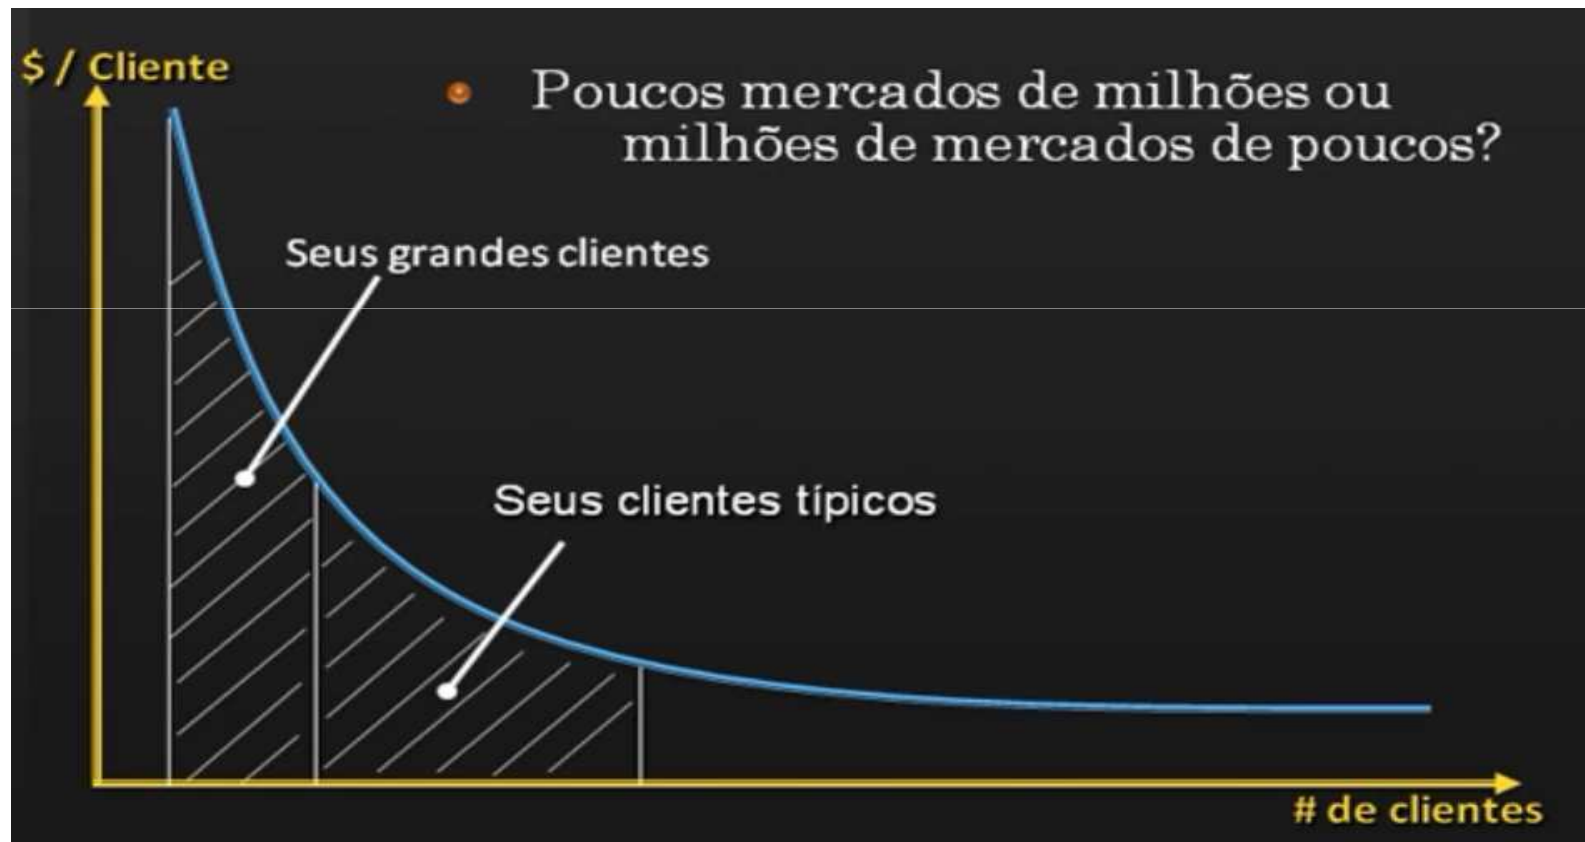 $ / Cliente
Poucos mercados de milhões ou
milhões de mercados de poucos?
Seus grandes clientes
Seus clientes típicos
# de clientes